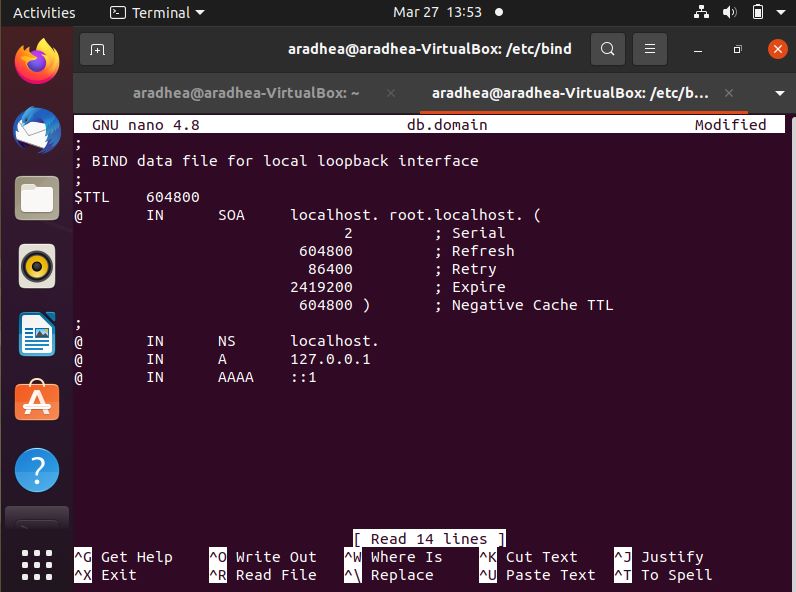 Activities Terminal Mar 27 13:53
aradhea@aradhea-VirtualBox: /etc/bind
aradhea@aradhea-VirtualBox: ~ × aradhea@aradhea-VirtualBox: /etc/b... ×
GNU nano 4.8 db.domain Modified
;
; BIND data file for local loopback interface
;
$TTL 604800
@ IN SOA localhost. root.localhost. (
2 ; Serial
604800 ; Refresh
86400 ; Retry
2419200 ; Expire
604800 ) ; Negative Cache TTL
;
@ IN NS localhost.
@ IN A 127.0.0.1
@ IN AAAA ::1
[ Read 14 lines ]
^G Get Help ^O Write Out ^W Where Is ^K Cut Text ^J Justify
^X Exit ^R Read File ^\ Replace ^U Paste Text ^T To Spell